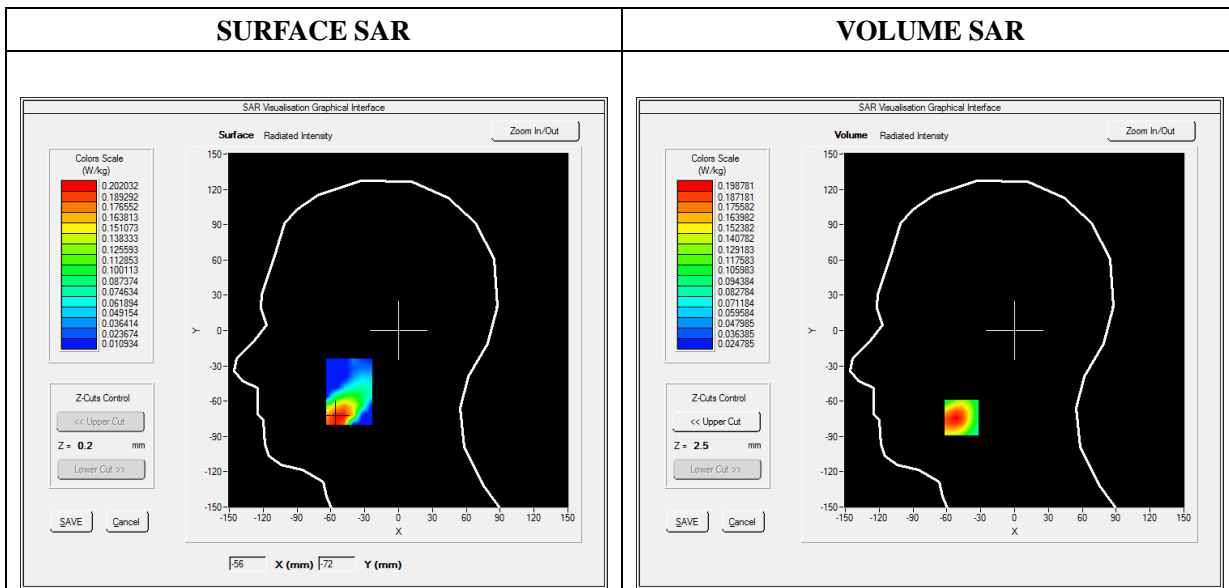 SURFACE SAR
SAR Visualisation Graphical Interface
Surface Radiated Intensity
Zoom In/Out
Colors Scale
(W/kg)
0.202032
0.189292
0.176552
0.163813
0.151073
0.138333
0.125593
0.112853
0.100113
0.087374
0.074634
0.061894
0.049154
0.036414
0.023674
0.010934
Z-Cuts Control
<< Upper Cut
Z = 0.2 mm
Lower Cut >>
SAVE Cancel
150
120
90
60
30
0
-30
-60
-90
-120
-150
Y
-150 -120 -90 -60 -30 0 30 60 90 120 150
X
-56 X (mm) -72 Y (mm)
VOLUME SAR
SAR Visualisation Graphical Interface
Volume Radiated Intensity
Zoom In/Out
Colors Scale
(W/kg)
0.198781
0.187181
0.175582
0.163982
0.152382
0.140782
0.129183
0.117583
0.105983
0.094384
0.082784
0.071184
0.059584
0.047985
0.036385
0.024785
Z-Cuts Control
<< Upper Cut
Z = 2.5 mm
Lower Cut >>
SAVE Cancel
150
120
90
60
30
0
-30
-60
-90
-120
-150
Y
-150 -120 -90 -60 -30 0 30 60 90 120 150
X